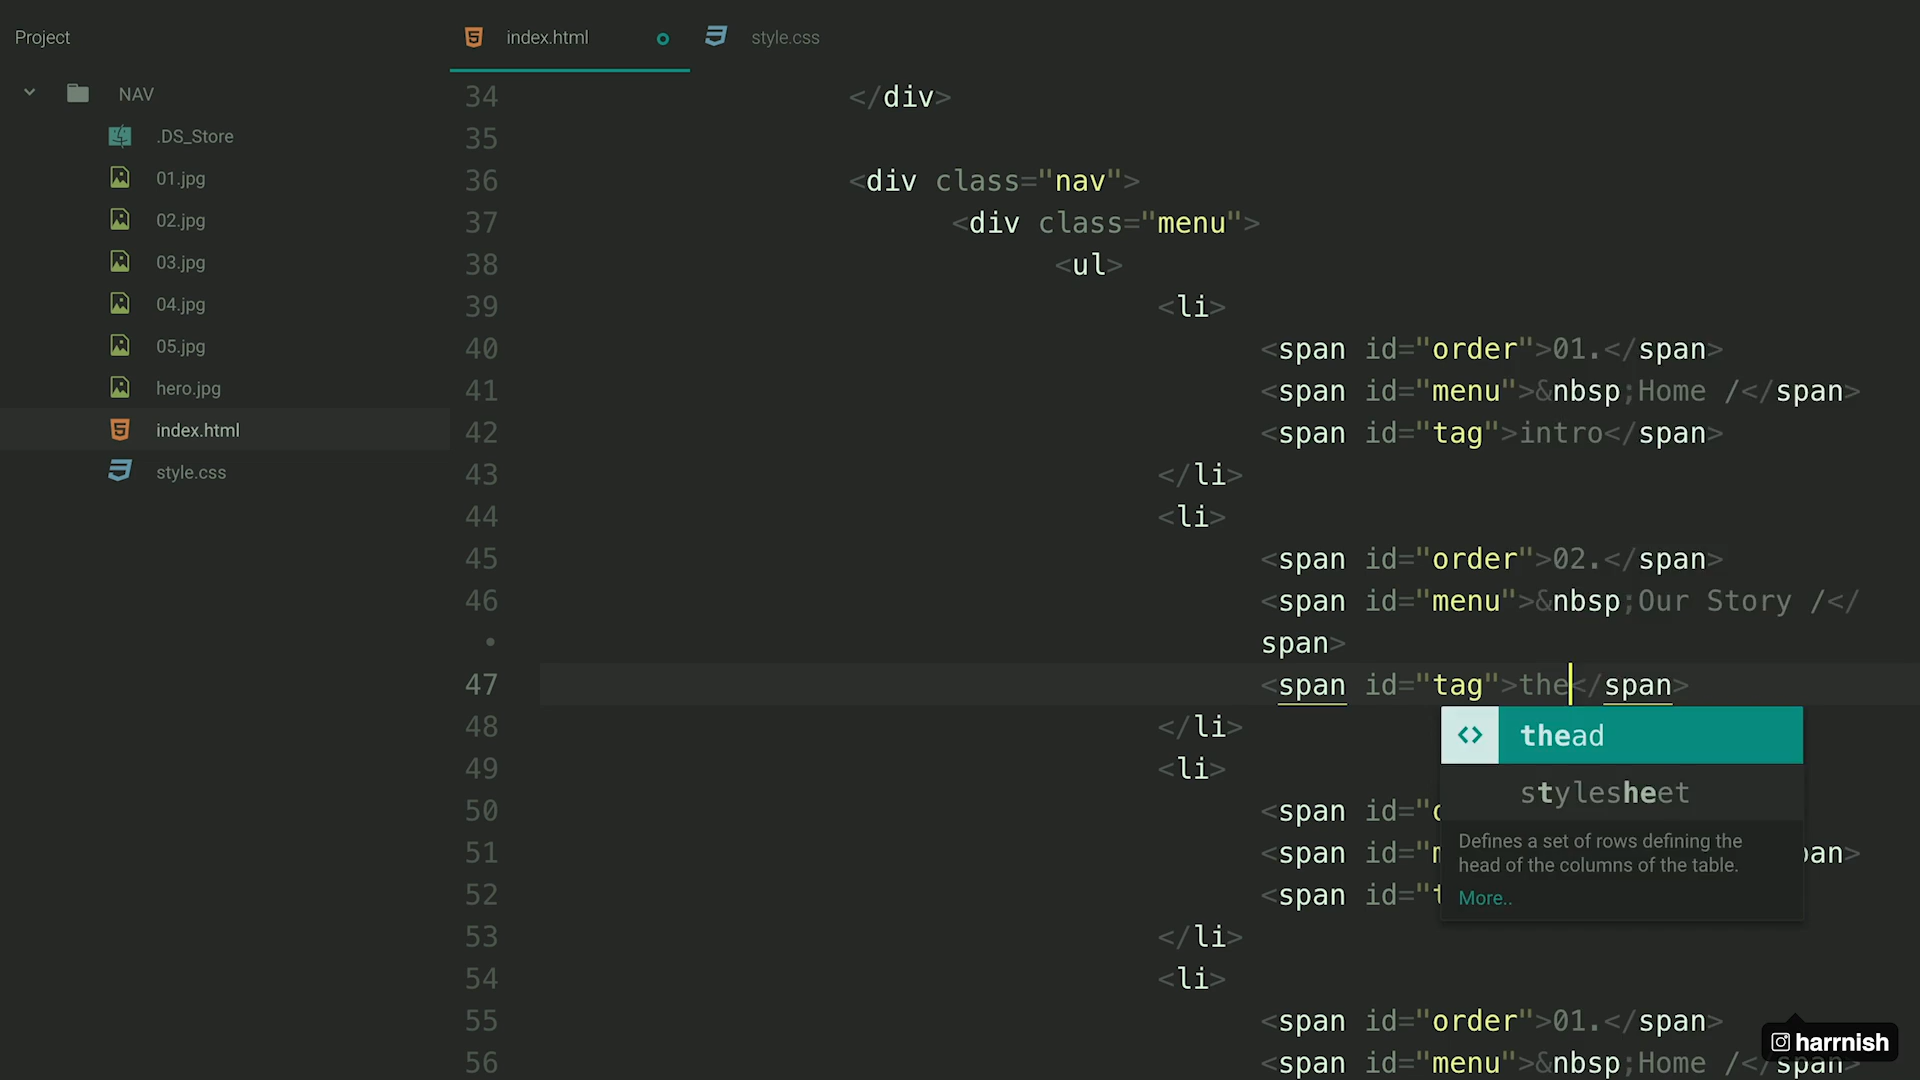 Project
NAV
.DS_Store
01.jpg
02.jpg
03.jpg
04.jpg
05.jpg
hero.jpg
index.html
style.css
index.html
style.css
34 </div>
35
36 <div class="nav">
37 <div class="menu">
38 <ul>
39 <li>
40 <span id="order">01.</span>
41 <span id="menu">&nbsp;Home /</span>
42 <span id="tag">intro</span>
43 </li>
44 <li>
45 <span id="order">02.</span>
46 <span id="menu">&nbsp;Our Story /</
• span>
47 <span id="tag">the</span>
48 </li>
49 <li>
50 <span id="
51 <span id="m pan>
52 <span id="t
53 </li>
54 <li>
55 <span id="order">01.</span>
56 <span id="menu">&nbsp;Home /</span>
<> thead
stylesheet
Defines a set of rows defining the
head of the columns of the table.
More..
harrnish